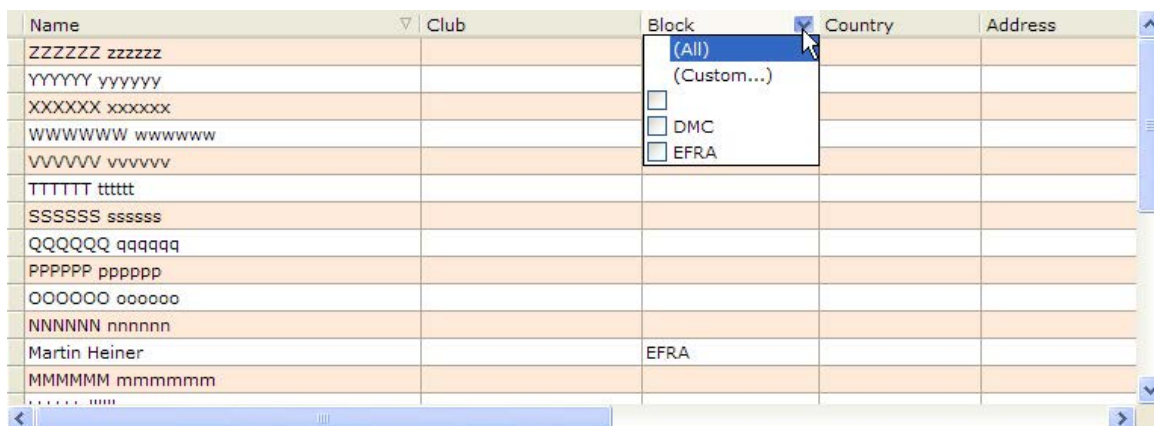 Name Club Block Country Address
ZZZZZZ zzzzzz (All)
YYYYYY yyyyyy (Custom...)
XXXXXX xxxxxx
WWWWWW wwwwww DMC
VVVVVV vvvvvv EFRA
TTTTTT tttttt
SSSSSS ssssss
QQQQQQ qqqqqq
PPPPPP pppppp
OOOOOO oooooo
NNNNNN nnnnnn
Martin Heiner EFRA
MMMMMM mmmmmm